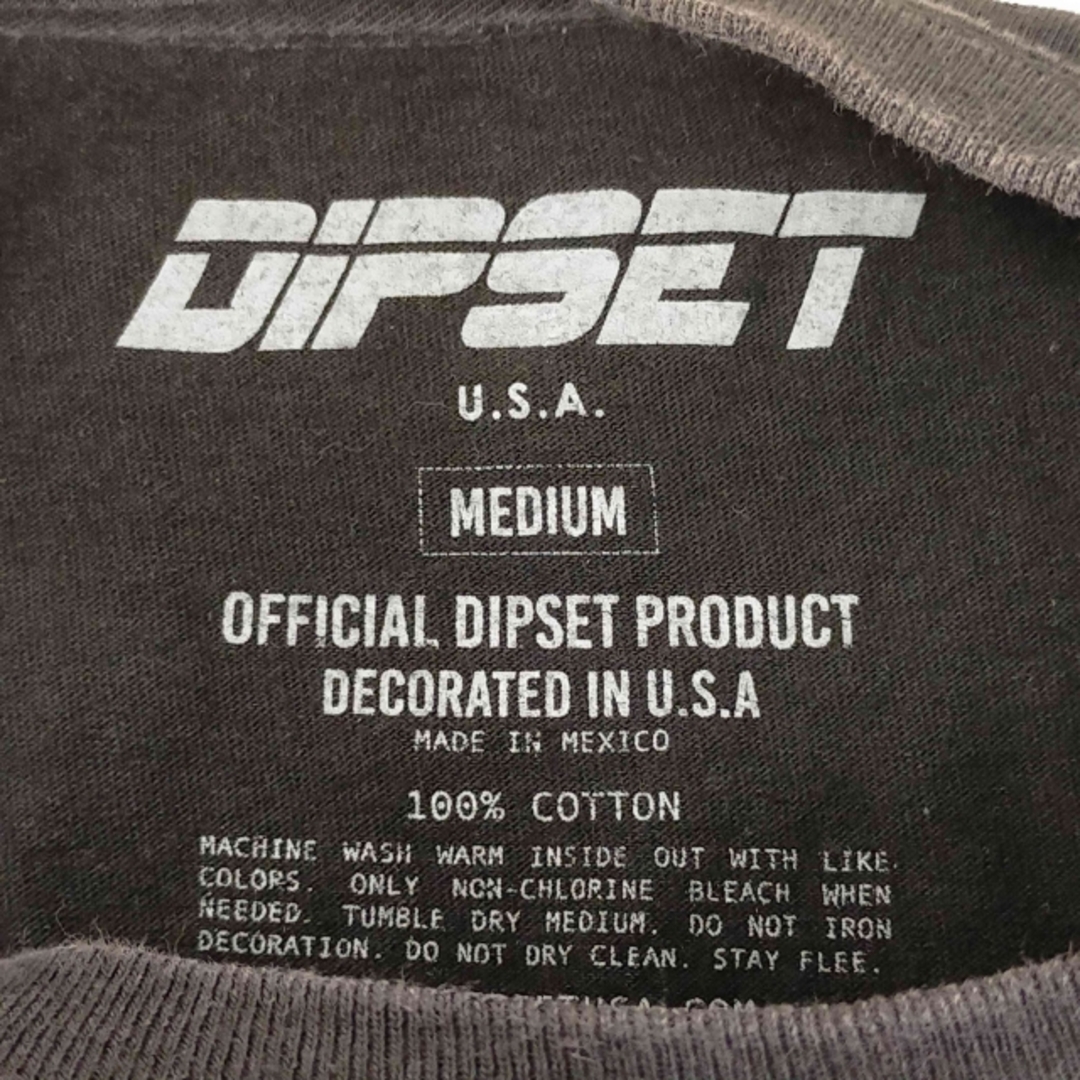 DIPSET
U.S.A.
MEDIUM
OFFICIAL DIPSET PRODUCT
DECORATED IN U.S.A
MADE IN MEXICO
100% COTTON
MACHINE WASH WARM INSIDE OUT WITH LIKE.
COLORS. ONLY NON-CHLORINE BLEACH WHEN
NEEDED. TUMBLE DRY MEDIUM. DO NOT IRON
DECORATION. DO NOT DRY CLEAN. STAY FLEE.